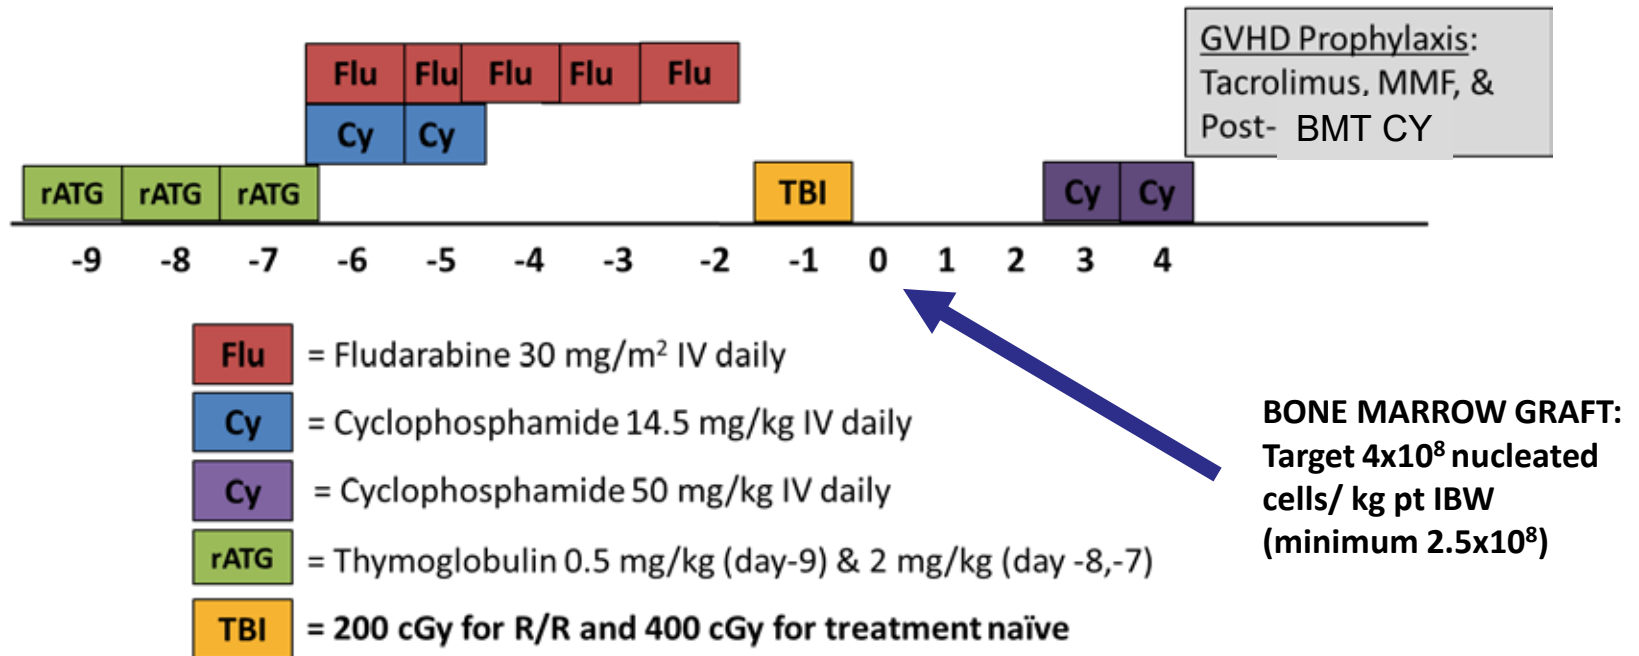 GVHD Prophylaxis:
Tacrolimus, MMF, &
Post- BMT CY
Flu Flu Flu Flu Flu
Cy Cy
rATG rATG rATG TBI Cy Cy
-9 -8 -7 -6 -5 -4 -3 -2 -1 0 1 2 3 4
Flu = Fludarabine 30 mg/m² IV daily
Cy = Cyclophosphamide 14.5 mg/kg IV daily
Cy = Cyclophosphamide 50 mg/kg IV daily
rATG = Thymoglobulin 0.5 mg/kg (day-9) & 2 mg/kg (day -8,-7)
TBI = 200 cGy for R/R and 400 cGy for treatment naïve
BONE MARROW GRAFT:
Target 4x10⁸ nucleated
cells/ kg pt IBW
(minimum 2.5x10⁸)